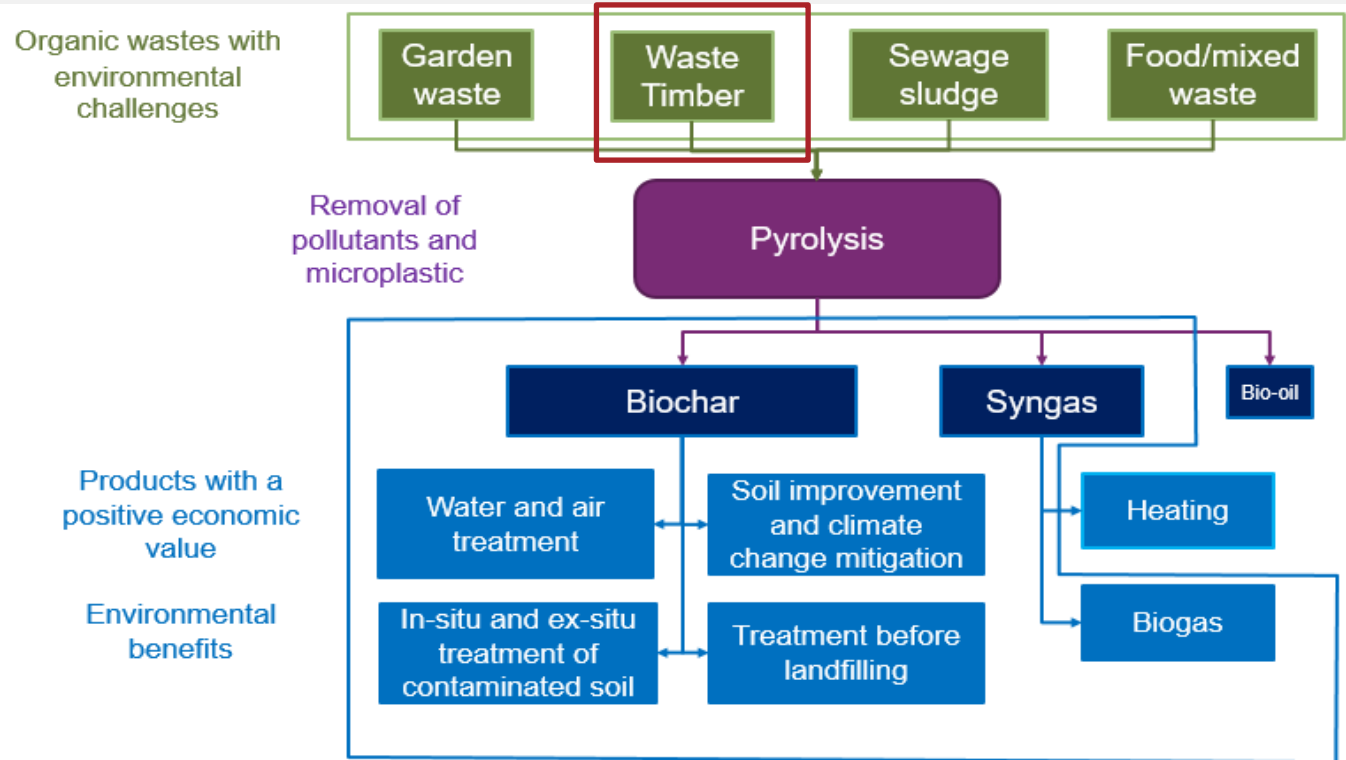 Organic wastes with
environmental
challenges
Garden
waste
Waste
Timber
Sewage
sludge
Food/mixed
waste
Removal of
pollutants and
microplastic
Pyrolysis
Biochar
Syngas
Bio-oil
Products with a
positive economic
value
Environmental
benefits
Water and air
treatment
Soil improvement
and climate
change mitigation
Heating
In-situ and ex-situ
treatment of
contaminated soil
Treatment before
landfilling
Biogas